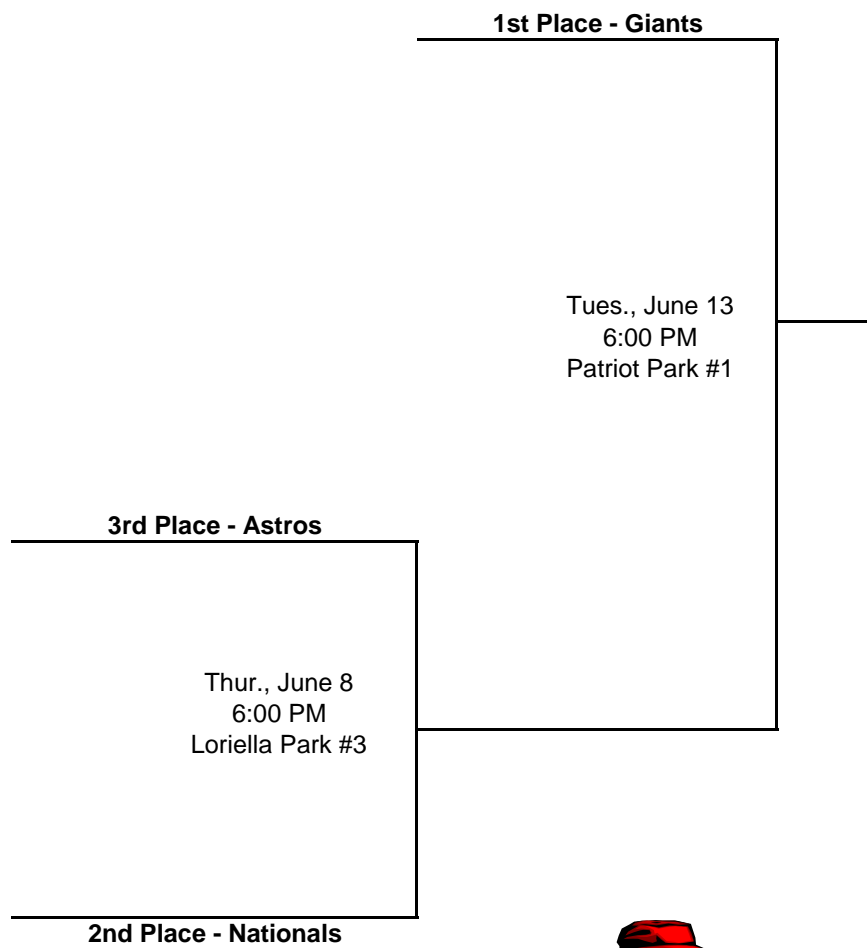 1st Place - Giants
Tues., June 13
6:00 PM
Patriot Park #1
3rd Place - Astros
Thur., June 8
6:00 PM
Loriella Park #3
2nd Place - Nationals